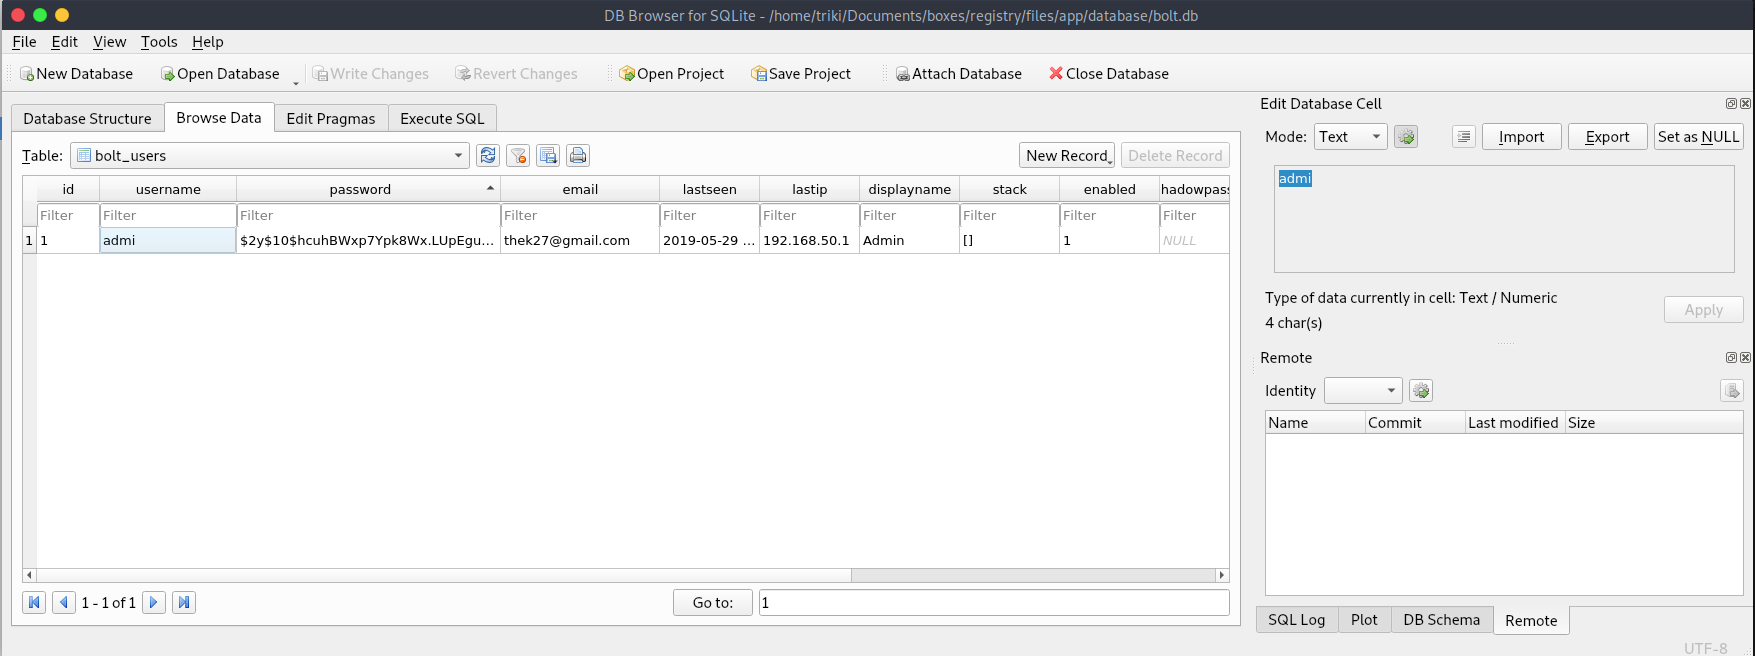 DB Browser for SQLite - /home/triki/Documents/boxes/registry/files/app/database/bolt.db
File Edit View Tools Help
New Database Open Database Write Changes Revert Changes Open Project Save Project Attach Database Close Database
Database Structure Browse Data Edit Pragmas Execute SQL
Table: bolt_users New Record Delete Record
id username password email lastseen lastip displayname stack enabled hadowpass
Filter Filter Filter Filter Filter Filter Filter Filter Filter Filter
1 1 admi $2y$10$hcuhBWxp7Ypk8Wx.LUpEgu... thek27@gmail.com 2019-05-29 ... 192.168.50.1 Admin [] 1 NULL
1 - 1 of 1 Go to: 1
Edit Database Cell
Mode: Text Import Export Set as NULL
admi
Type of data currently in cell: Text / Numeric
4 char(s)
Apply
Remote
Identity
Name Commit Last modified Size
SQL Log Plot DB Schema Remote
UTF-8